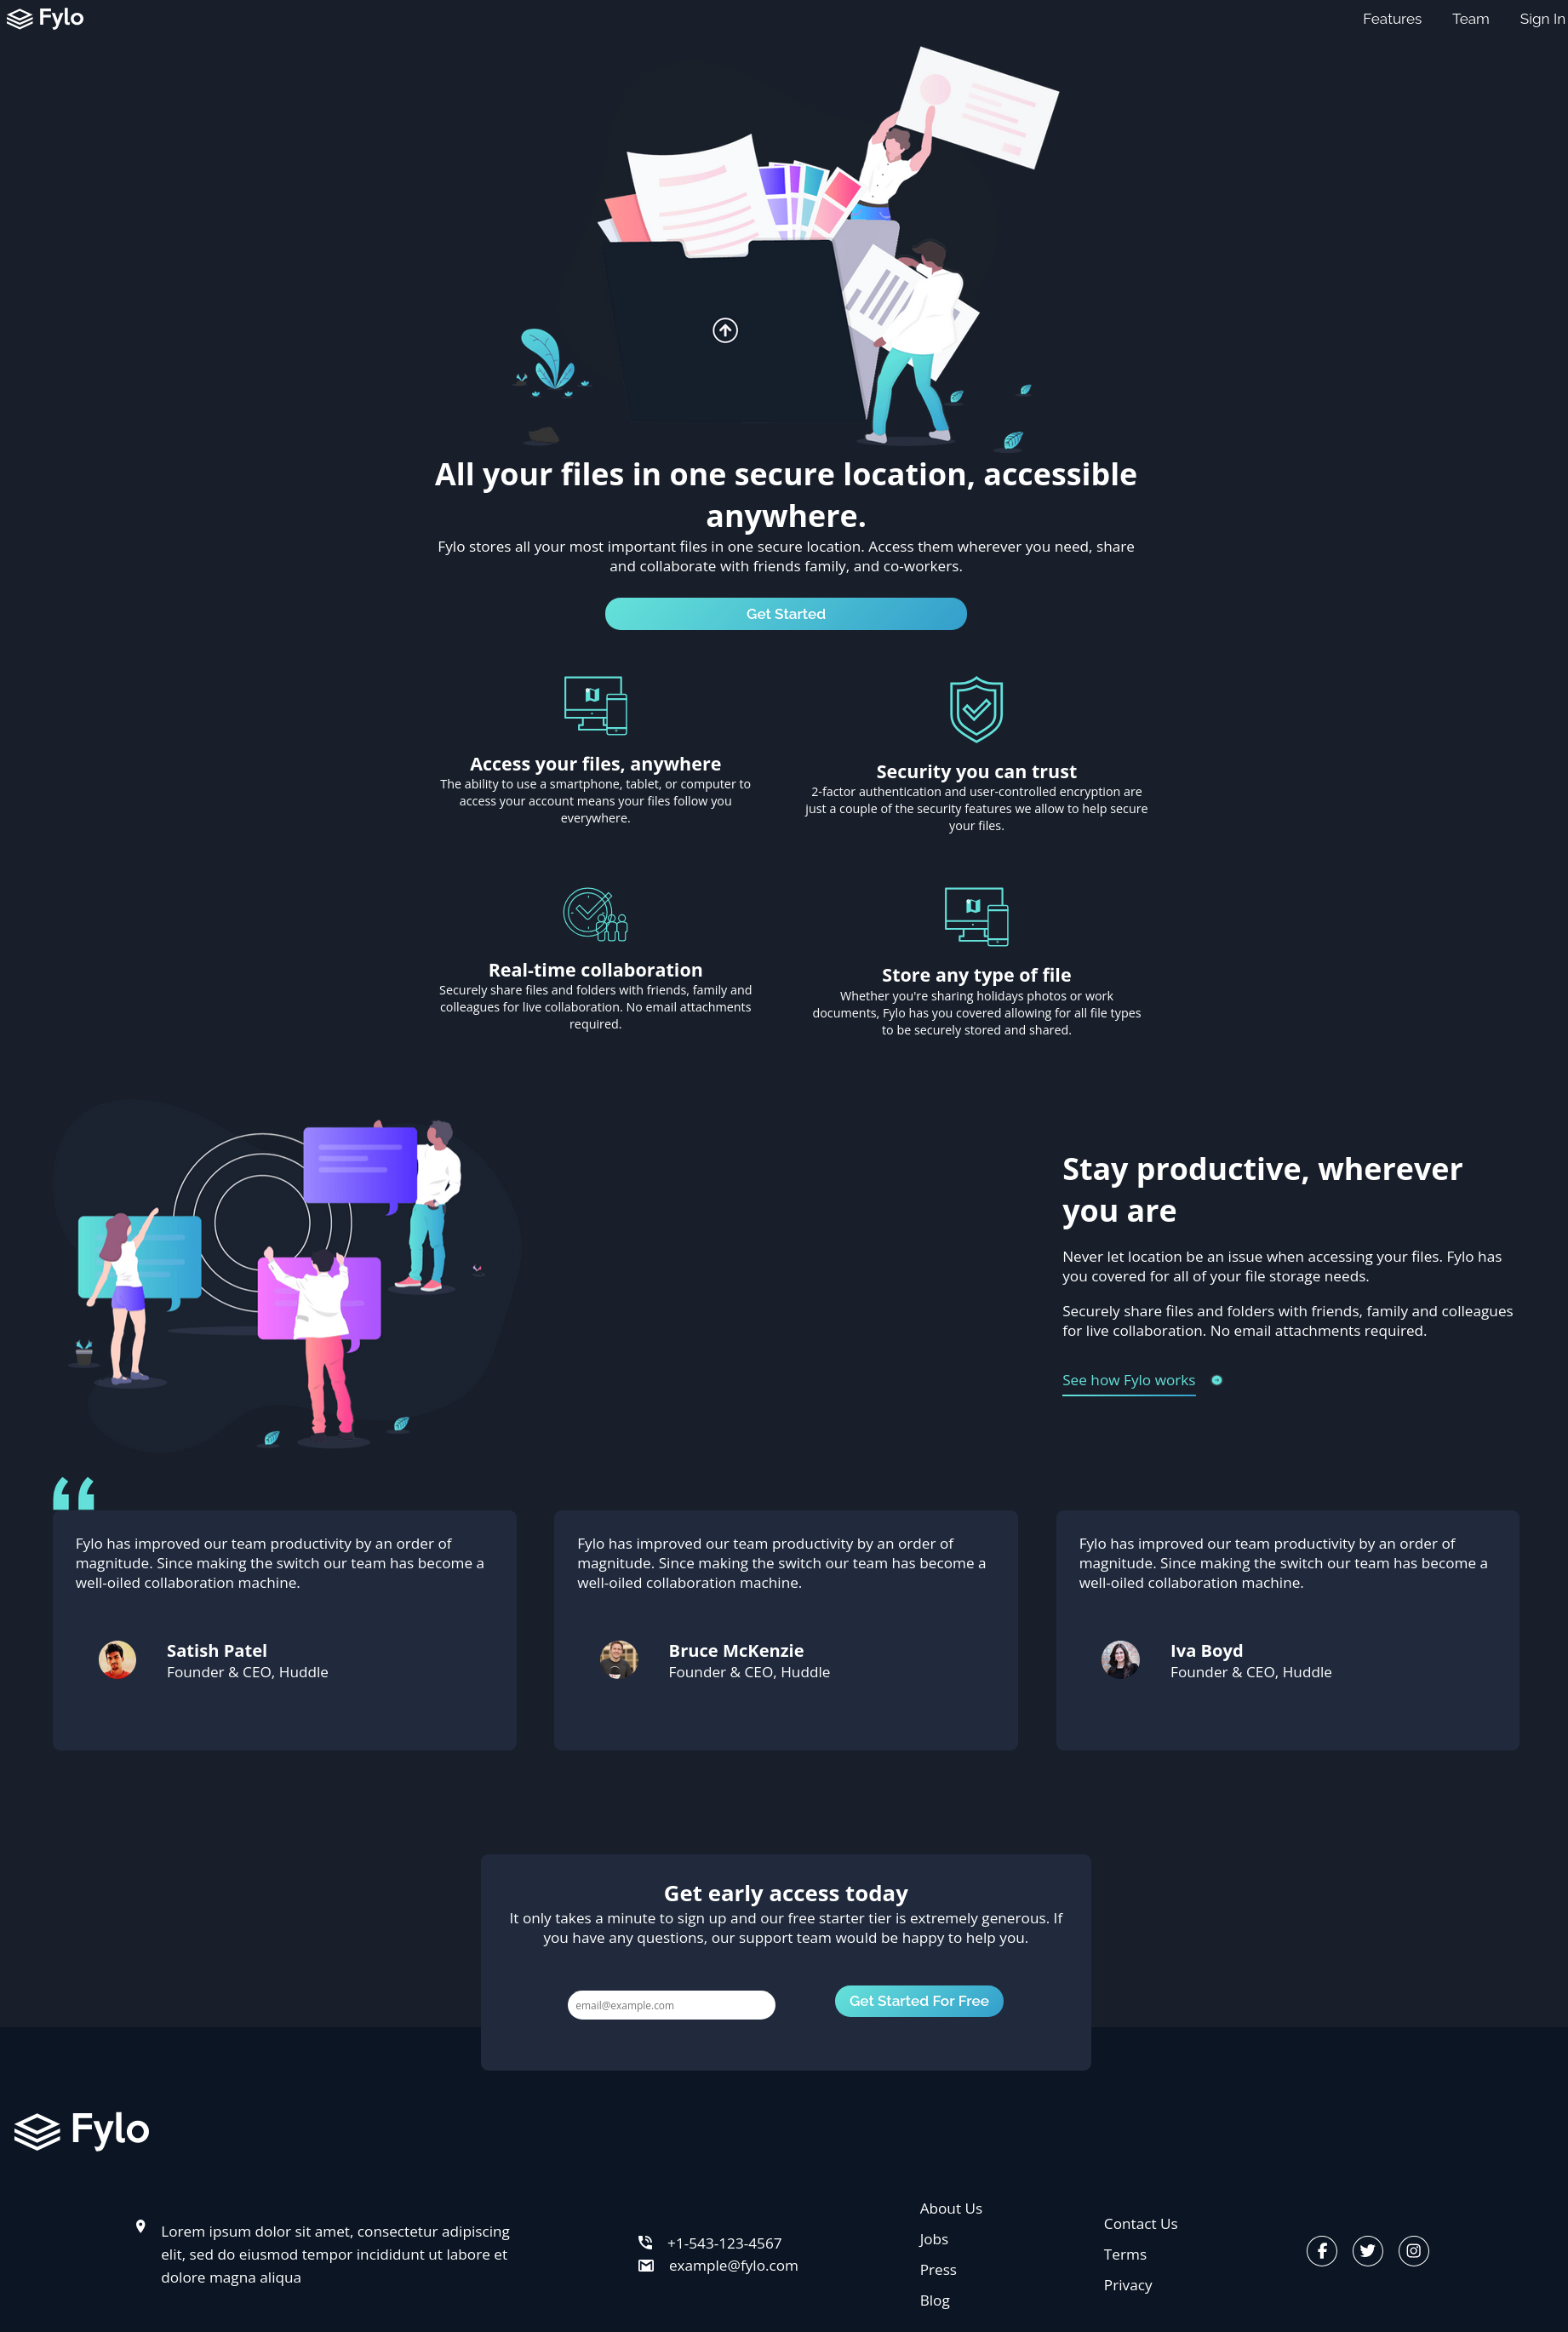 Fylo
Features Team Sign In
All your files in one secure location, accessible
anywhere.
Fylo stores all your most important files in one secure location. Access them wherever you need, share
and collaborate with friends family, and co-workers.
Get Started
Access your files, anywhere
The ability to use a smartphone, tablet, or computer to
access your account means your files follow you
everywhere.
Security you can trust
2-factor authentication and user-controlled encryption are
just a couple of the security features we allow to help secure
your files.
Real-time collaboration
Securely share files and folders with friends, family and
colleagues for live collaboration. No email attachments
required.
Store any type of file
Whether you're sharing holidays photos or work
documents, Fylo has you covered allowing for all file types
to be securely stored and shared.
Stay productive, wherever
you are
Never let location be an issue when accessing your files. Fylo has
you covered for all of your file storage needs.
Securely share files and folders with friends, family and colleagues
for live collaboration. No email attachments required.
See how Fylo works
Fylo has improved our team productivity by an order of
magnitude. Since making the switch our team has become a
well-oiled collaboration machine.
Satish Patel
Founder & CEO, Huddle
Fylo has improved our team productivity by an order of
magnitude. Since making the switch our team has become a
well-oiled collaboration machine.
Bruce McKenzie
Founder & CEO, Huddle
Fylo has improved our team productivity by an order of
magnitude. Since making the switch our team has become a
well-oiled collaboration machine.
Iva Boyd
Founder & CEO, Huddle
Get early access today
It only takes a minute to sign up and our free starter tier is extremely generous. If
you have any questions, our support team would be happy to help you.
email@example.com
Get Started For Free
Fylo
Lorem ipsum dolor sit amet, consectetur adipiscing
elit, sed do eiusmod tempor incididunt ut labore et
dolore magna aliqua
+1-543-123-4567
example@fylo.com
About Us
Jobs
Press
Blog
Contact Us
Terms
Privacy